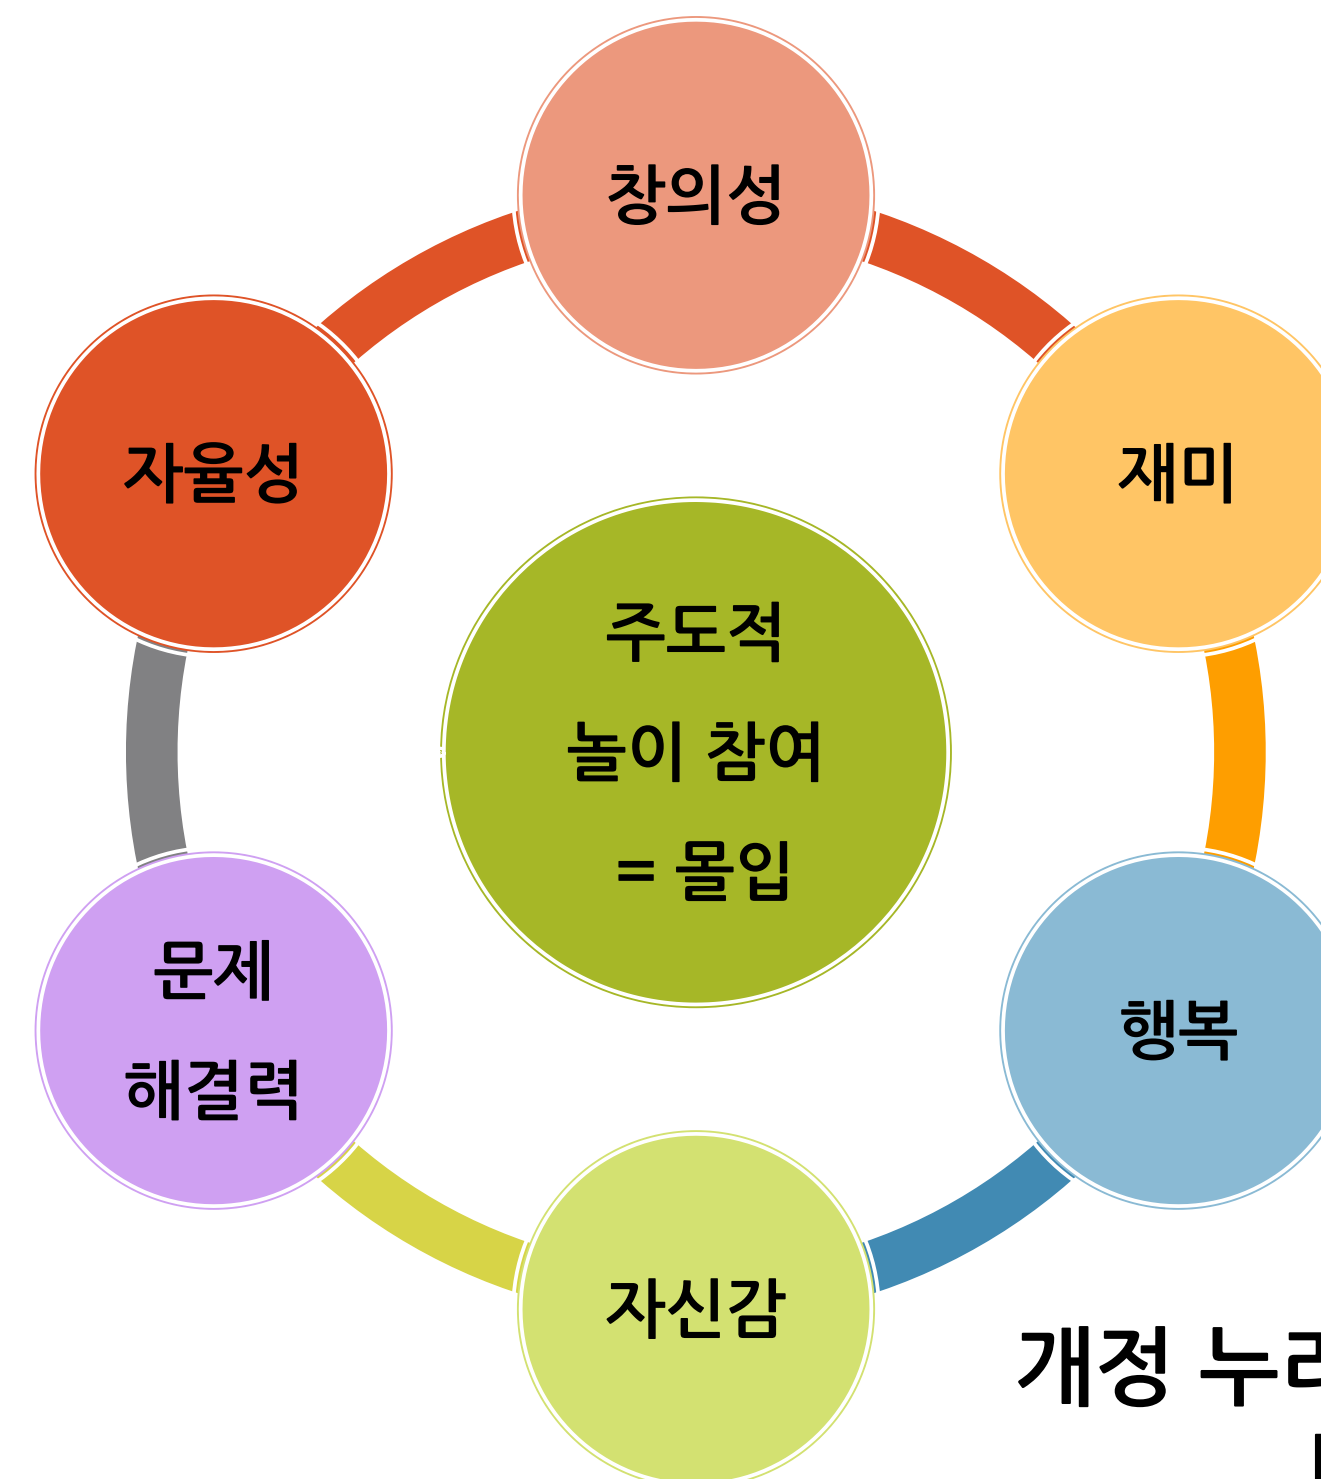 창의성
자율성
재미
주도적
놀이 참여
= 몰입
문제
해결력
행복
자신감
개정